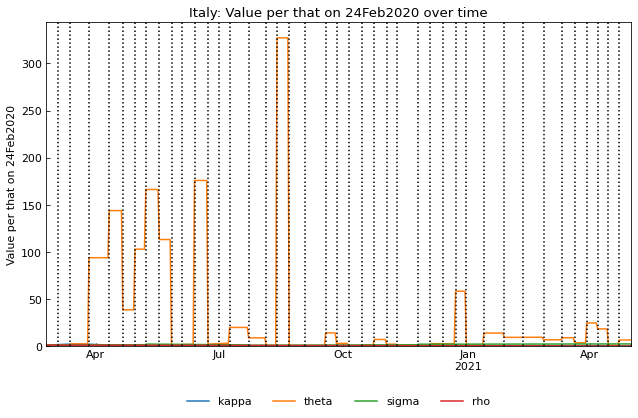 Italy: Value per that on 24Feb2020 over time
Value per that on 24Feb2020
300
250
200
150
100
50
0
Apr
Jul
Oct
Jan
2021
Apr
kappa
theta
sigma
rho